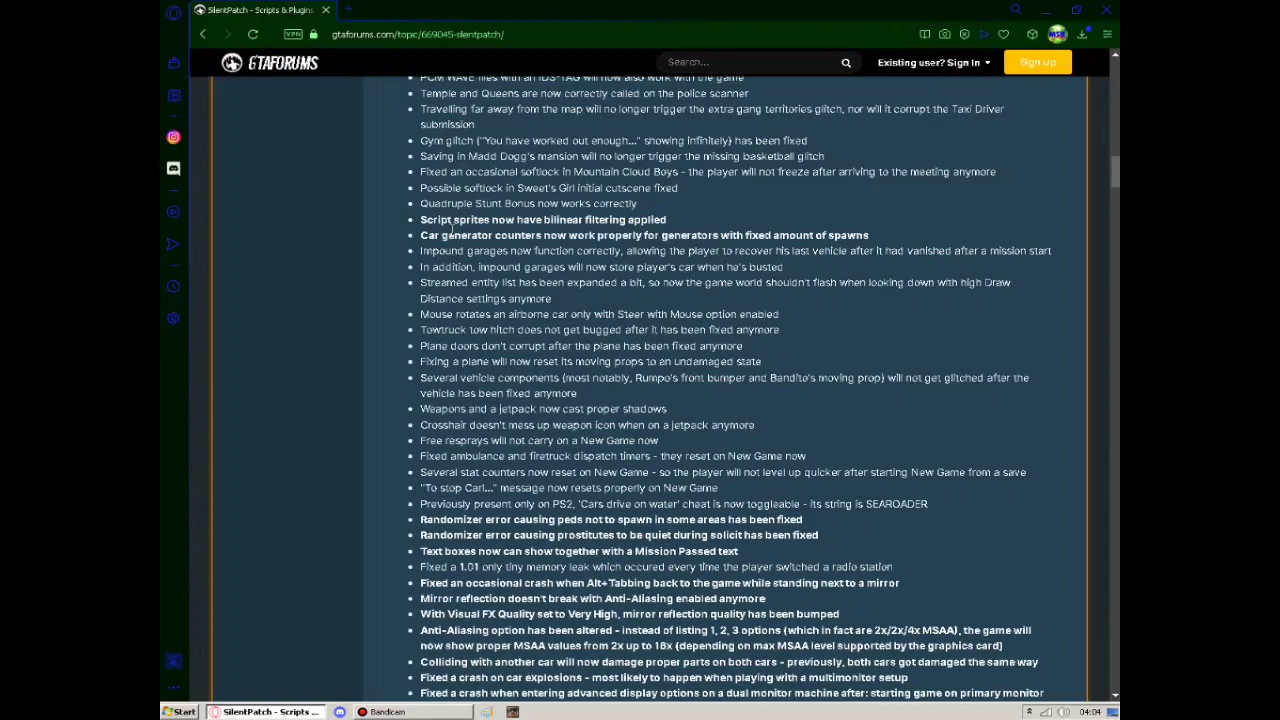 SilentPatch - Scripts & Plugins
VPN
gtaforums.com/topic/669045-silentpatch/
GTAFORUMS
Search...
Existing user? Sign In
Sign Up
PCM WAVE files with an ID3-TAG will now also work with the game
Temple and Queens are now correctly called on the police scanner
Travelling far away from the map will no longer trigger the extra gang territories glitch, nor will it corrupt the Taxi Driver
submission
Gym glitch ("You have worked out enough..." showing infinitely) has been fixed
Saving in Madd Dogg's mansion will no longer trigger the missing basketball glitch
Fixed an occasional softlock in Mountain Cloud Boys - the player will not freeze after arriving to the meeting anymore
Possible softlock in Sweet's Girl initial cutscene fixed
Quadruple Stunt Bonus now works correctly
Script sprites now have bilinear filtering applied
Car generator counters now work properly for generators with fixed amount of spawns
Impound garages now function correctly, allowing the player to recover his last vehicle after it had vanished after a mission start
In addition, impound garages will now store player's car when he's busted
Streamed entity list has been expanded a bit, so now the game world shouldn't flash when looking down with high Draw
Distance settings anymore
Mouse rotates an airborne car only with Steer with Mouse option enabled
Towtruck tow hitch does not get bugged after it has been fixed anymore
Plane doors don't corrupt after the plane has been fixed anymore
Fixing a plane will now reset its moving props to an undamaged state
Several vehicle components (most notably, Rumpo's front bumper and Bandito's moving prop) will not get glitched after the
vehicle has been fixed anymore
Weapons and a jetpack now cast proper shadows
Crosshair doesn't mess up weapon icon when on a jetpack anymore
Free resprays will not carry on a New Game now
Fixed ambulance and firetruck dispatch timers - they reset on New Game now
Several stat counters now reset on New Game - so the player will not level up quicker after starting New Game from a save
"To stop Carl..." message now resets properly on New Game
Previously present only on PS2, 'Cars drive on water' cheat is now toggleable - its string is SEAROADER
Randomizer error causing peds not to spawn in some areas has been fixed
Randomizer error causing prostitutes to be quiet during solicit has been fixed
Text boxes now can show together with a Mission Passed text
Fixed a 1.01 only tiny memory leak which occured every time the player switched a radio station
Fixed an occasional crash when Alt+Tabbing back to the game while standing next to a mirror
Mirror reflection doesn't break with Anti-Aliasing enabled anymore
With Visual FX Quality set to Very High, mirror reflection quality has been bumped
Anti-Aliasing option has been altered - instead of listing 1, 2, 3 options (which in fact are 2x/2x/4x MSAA), the game will
now show proper MSAA values from 2x up to 16x (depending on max MSAA level supported by the graphics card)
Colliding with another car will now damage proper parts on both cars - previously, both cars got damaged the same way
Fixed a crash on car explosions - most likely to happen when playing with a multimonitor setup
Fixed a crash when entering advanced display options on a dual monitor machine after: starting game on primary monitor
Start
SilentPatch - Scripts ...
Bandicam
04:04